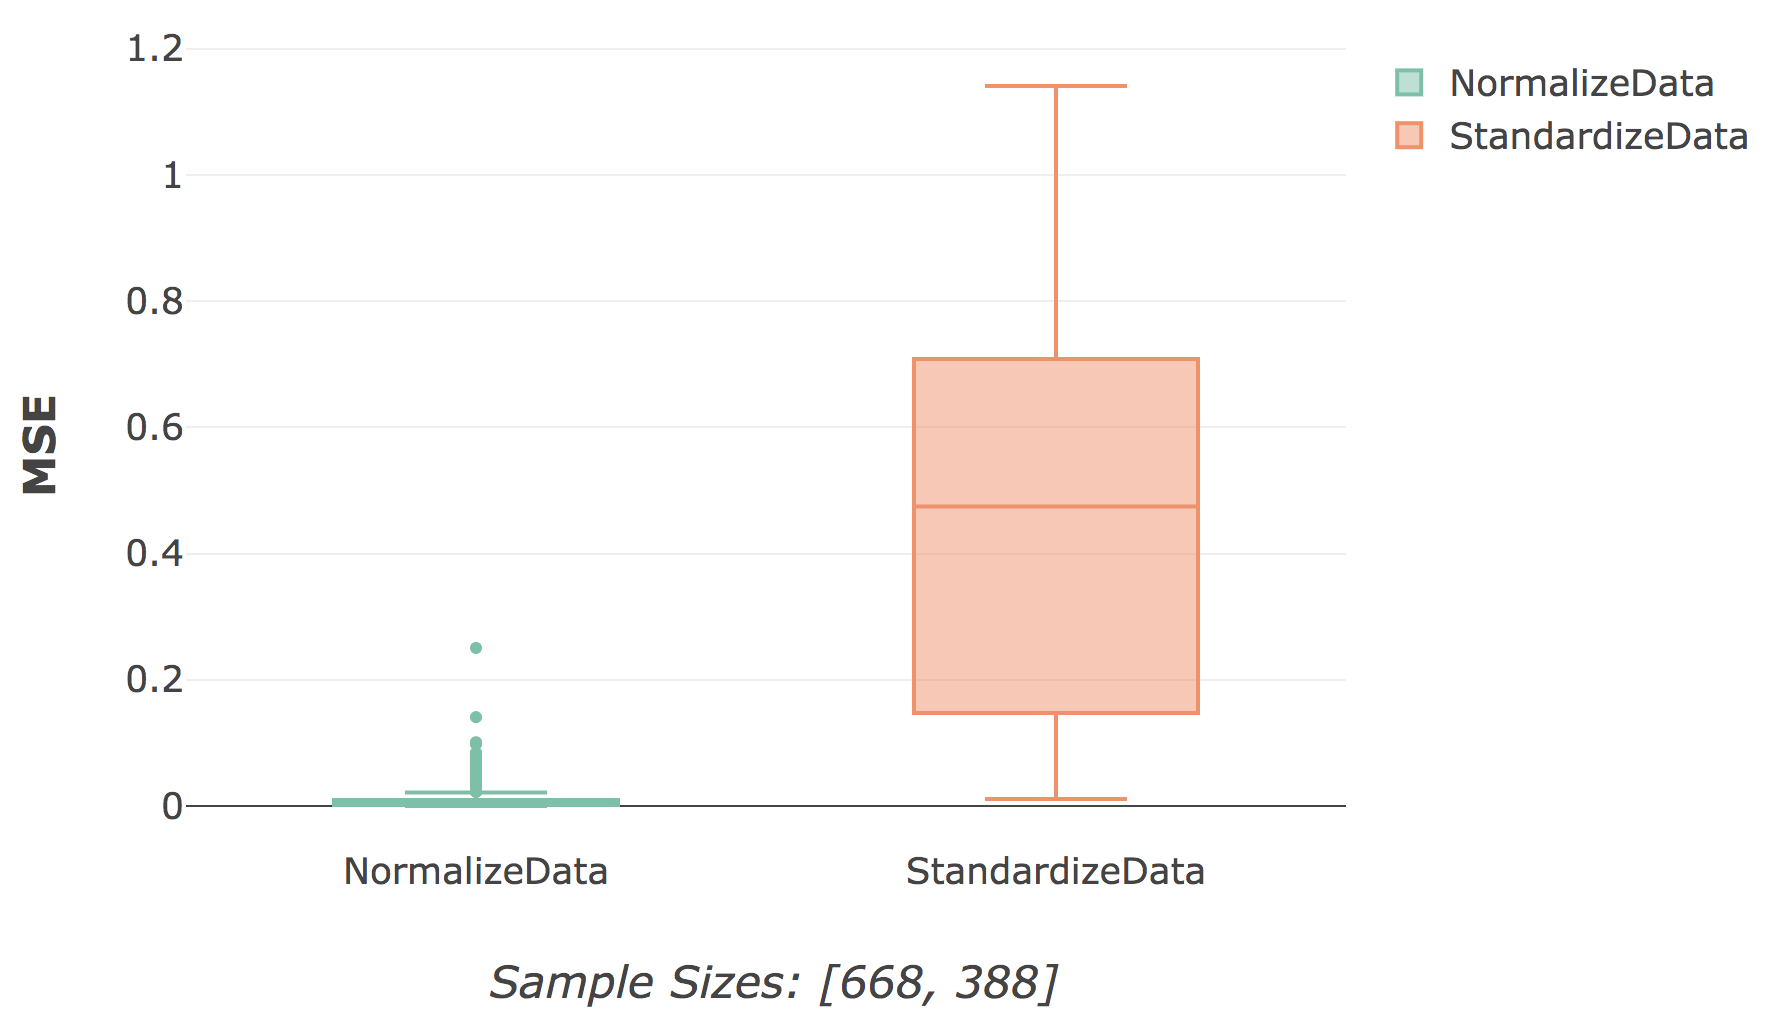 1.2
1
0.8
0.6
0.4
0.2
0
MSE
NormalizeData
StandardizeData
NormalizeData
StandardizeData
Sample Sizes: [668, 388]